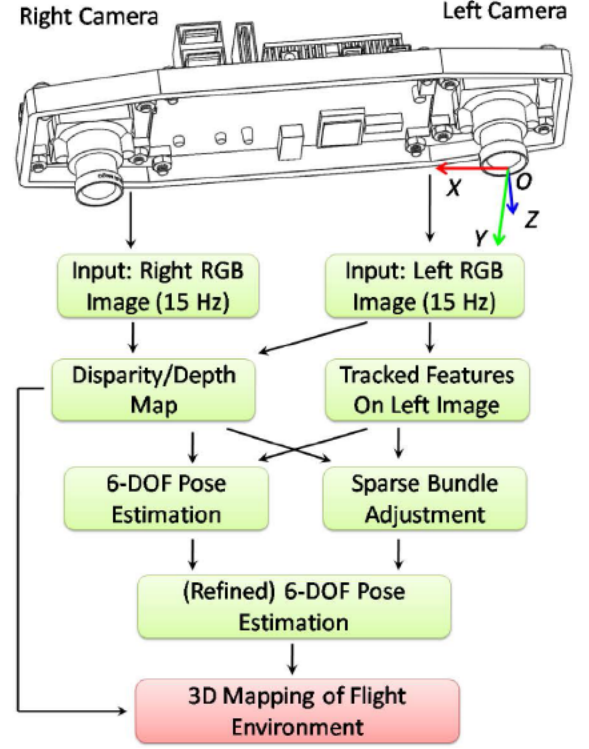 Right Camera
Left Camera
X
O
Z
Y
Input: Right RGB
Image (15 Hz)
Input: Left RGB
Image (15 Hz)
Disparity/Depth
Map
Tracked Features
On Left Image
6-DOF Pose
Estimation
Sparse Bundle
Adjustment
(Refined) 6-DOF Pose
Estimation
3D Mapping of Flight
Environment